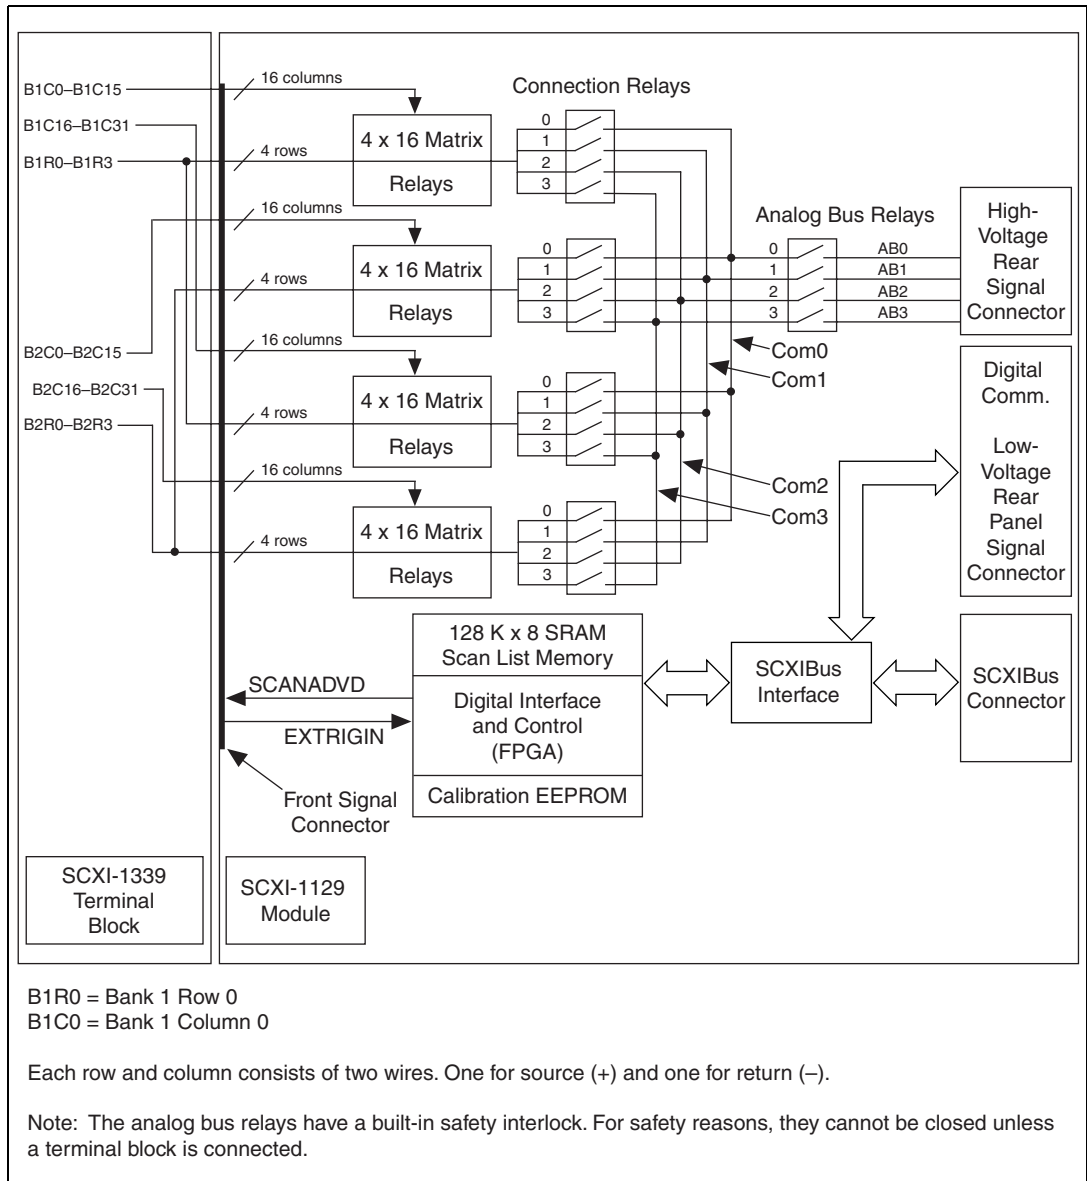 B1C0–B1C15
B1C16–B1C31
B1R0–B1R3
B2C0–B2C15
B2C16–B2C31
B2R0–B2R3
16 columns
4 rows
4 x 16 Matrix
Relays
16 columns
4 rows
4 x 16 Matrix
Relays
16 columns
4 rows
4 x 16 Matrix
Relays
16 columns
4 rows
4 x 16 Matrix
Relays
Connection Relays
0
1
2
3
0
1
2
3
0
1
2
3
0
1
2
3
Analog Bus Relays
0
1
2
3
AB0
AB1
AB2
AB3
Com0
Com1
Com2
Com3
High-
Voltage
Rear
Signal
Connector
Digital
Comm.
Low-
Voltage
Rear
Panel
Signal
Connector
SCANADVD
EXTRIGIN
128 K x 8 SRAM
Scan List Memory
Digital Interface
and Control
(FPGA)
Calibration EEPROM
SCXIBus
Interface
SCXIBus
Connector
Front Signal
Connector
SCXI-1339
Terminal
Block
SCXI-1129
Module
B1R0 = Bank 1 Row 0
B1C0 = Bank 1 Column 0
Each row and column consists of two wires. One for source (+) and one for return (–).
Note: The analog bus relays have a built-in safety interlock. For safety reasons, they cannot be closed unless
a terminal block is connected.